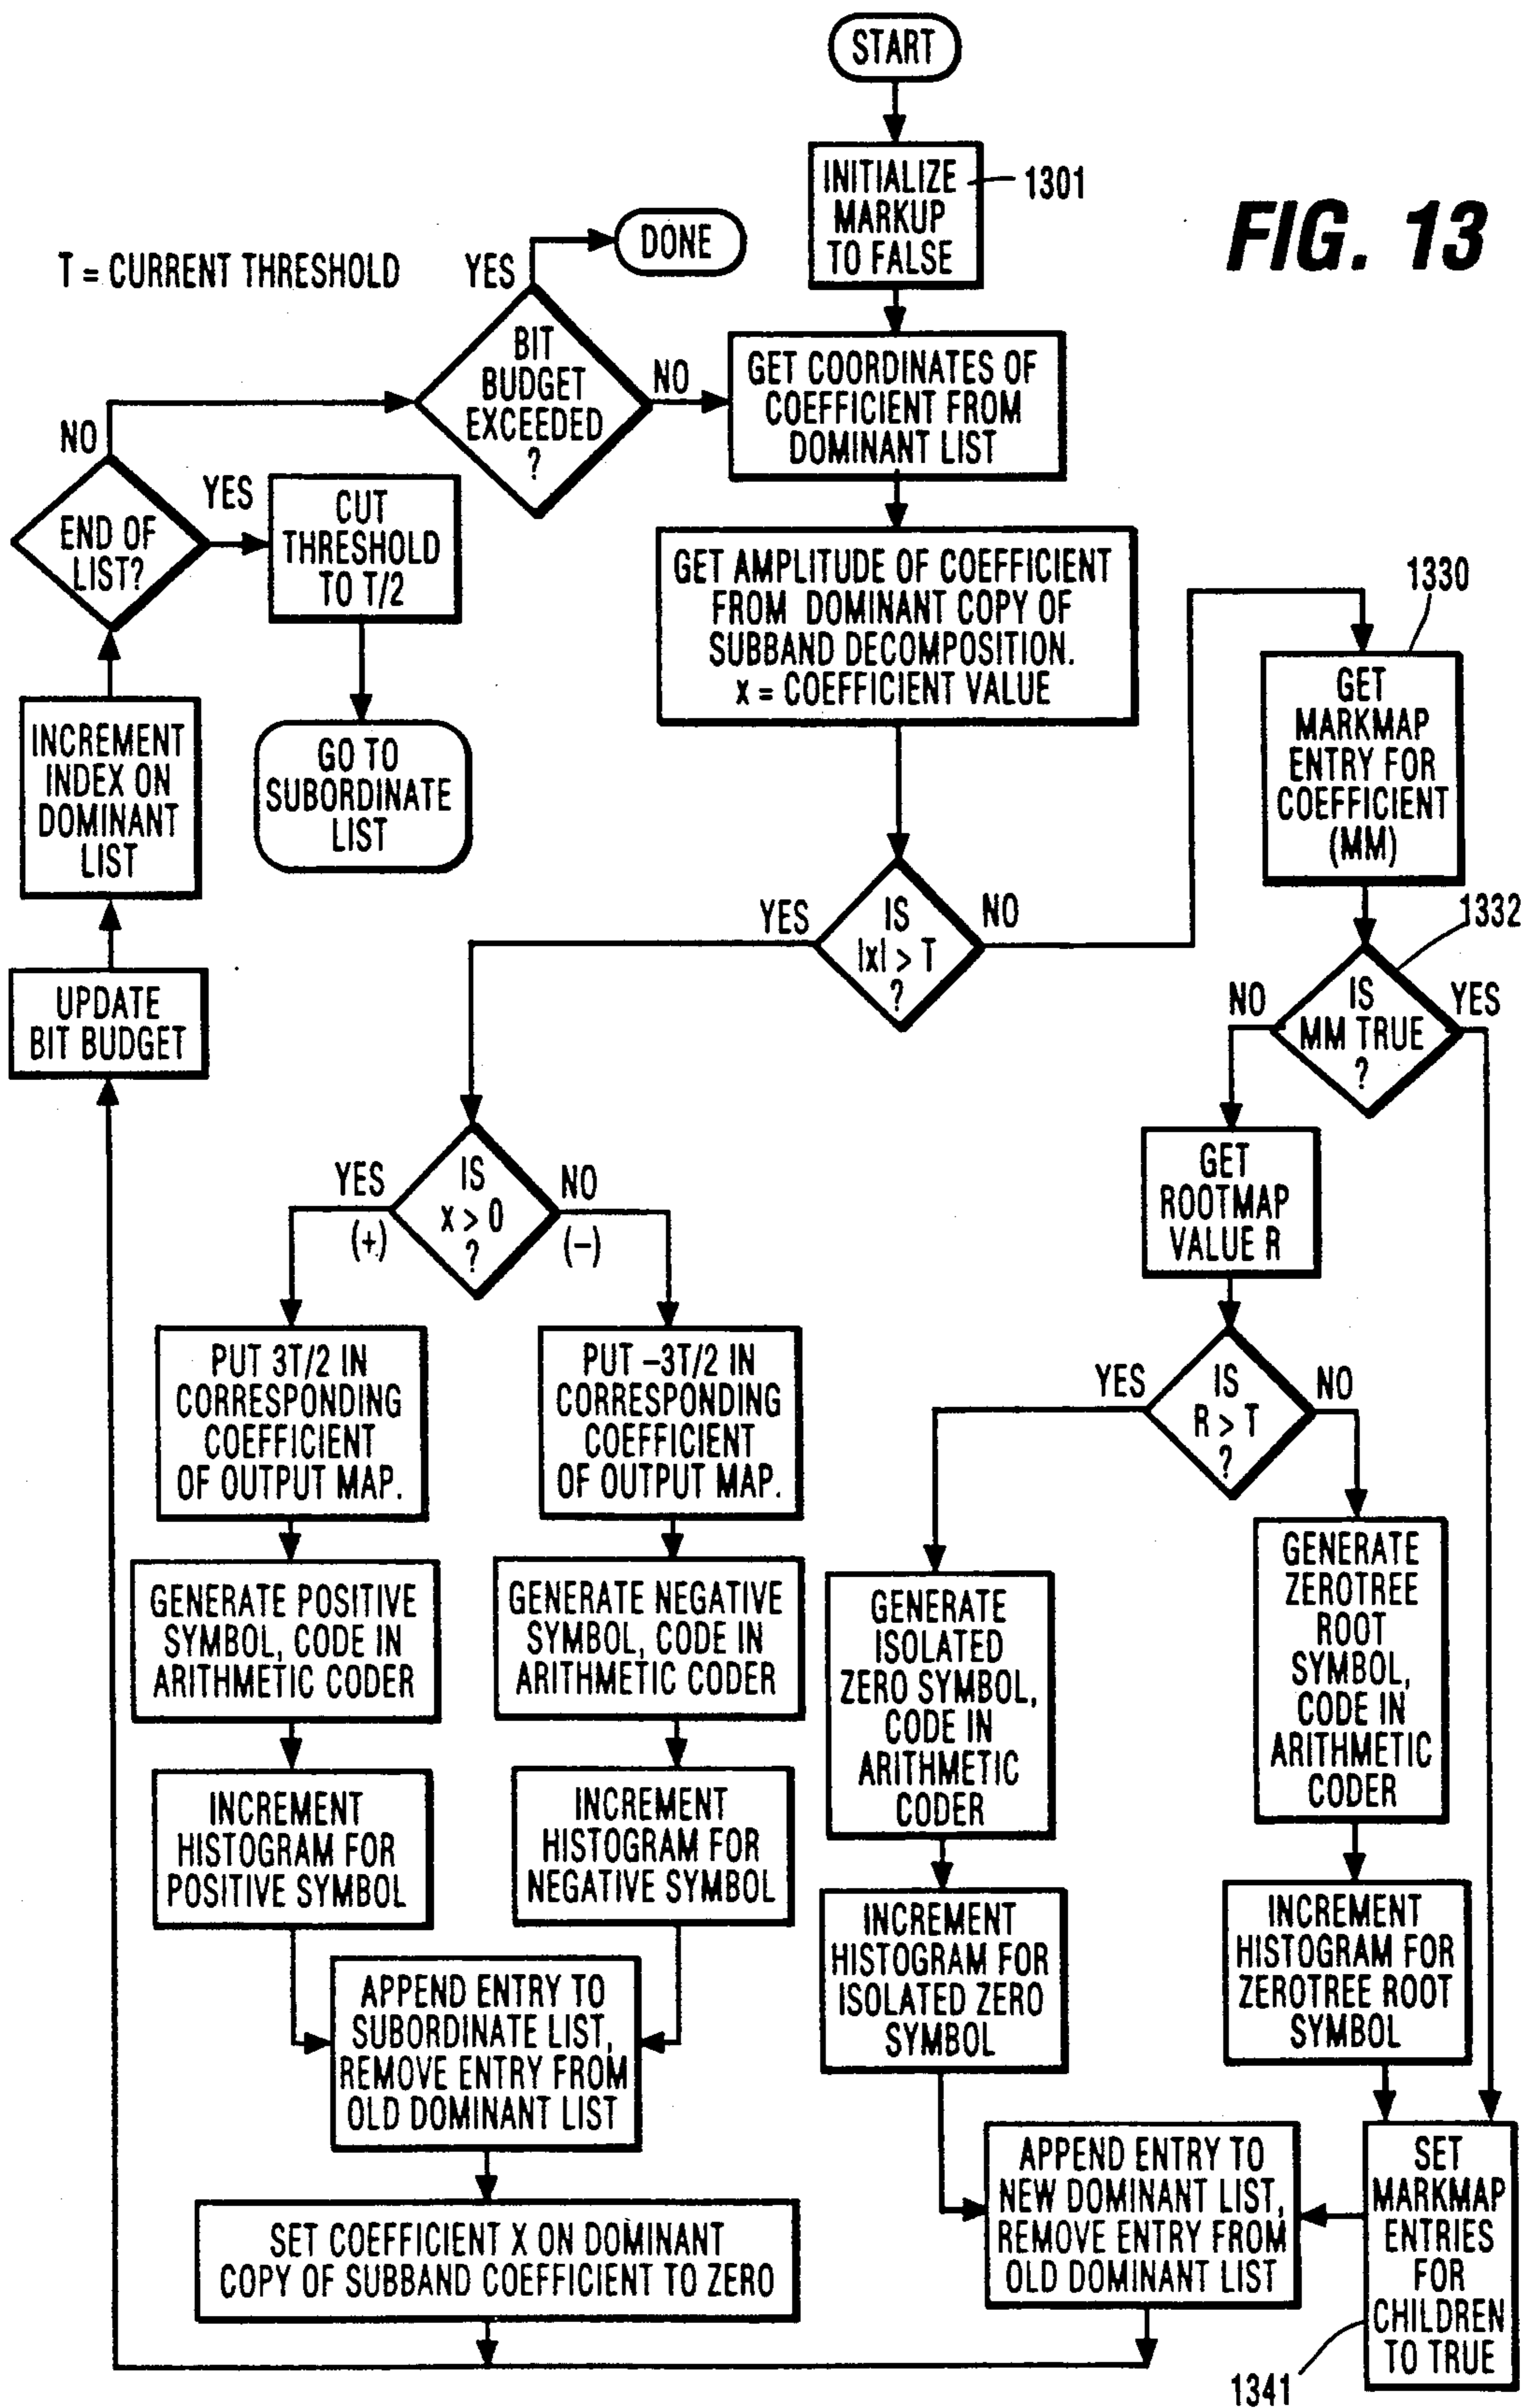 START
INITIALIZE
MARKUP
TO FALSE
1301
FIG. 13
T = CURRENT THRESHOLD
YES
DONE
BIT
BUDGET
EXCEEDED
?
NO
GET COORDINATES OF
COEFFICIENT FROM
DOMINANT LIST
NO
END OF
LIST?
YES
CUT
THRESHOLD
TO T/2
GO TO
SUBORDINATE
LIST
INCREMENT
INDEX ON
DOMINANT
LIST
UPDATE
BIT BUDGET
GET AMPLITUDE OF COEFFICIENT
FROM DOMINANT COPY OF
SUBBAND DECOMPOSITION.
x = COEFFICIENT VALUE
YES
IS
|x| > T
?
NO
1330
GET
MARKMAP
ENTRY FOR
COEFFICIENT
(MM)
1332
NO
IS
MM TRUE
?
YES
GET
ROOTMAP
VALUE R
YES
(+)
IS
x > 0
?
NO
(−)
YES
IS
R > T
?
NO
PUT 3T/2 IN
CORRESPONDING
COEFFICIENT
OF OUTPUT MAP.
PUT −3T/2 IN
CORRESPONDING
COEFFICIENT
OF OUTPUT MAP.
GENERATE POSITIVE
SYMBOL, CODE IN
ARITHMETIC CODER
GENERATE NEGATIVE
SYMBOL, CODE IN
ARITHMETIC CODER
GENERATE
ISOLATED
ZERO SYMBOL,
CODE IN
ARITHMETIC
CODER
GENERATE
ZEROTREE
ROOT
SYMBOL,
CODE IN
ARITHMETIC
CODER
INCREMENT
HISTOGRAM FOR
POSITIVE SYMBOL
INCREMENT
HISTOGRAM FOR
NEGATIVE SYMBOL
INCREMENT
HISTOGRAM FOR
ISOLATED ZERO
SYMBOL
INCREMENT
HISTOGRAM FOR
ZEROTREE ROOT
SYMBOL
APPEND ENTRY TO
SUBORDINATE LIST,
REMOVE ENTRY FROM
OLD DOMINANT LIST
APPEND ENTRY TO
NEW DOMINANT LIST,
REMOVE ENTRY FROM
OLD DOMINANT LIST
SET
MARKMAP
ENTRIES
FOR
CHILDREN
TO TRUE
SET COEFFICIENT X ON DOMINANT
COPY OF SUBBAND COEFFICIENT TO ZERO
1341